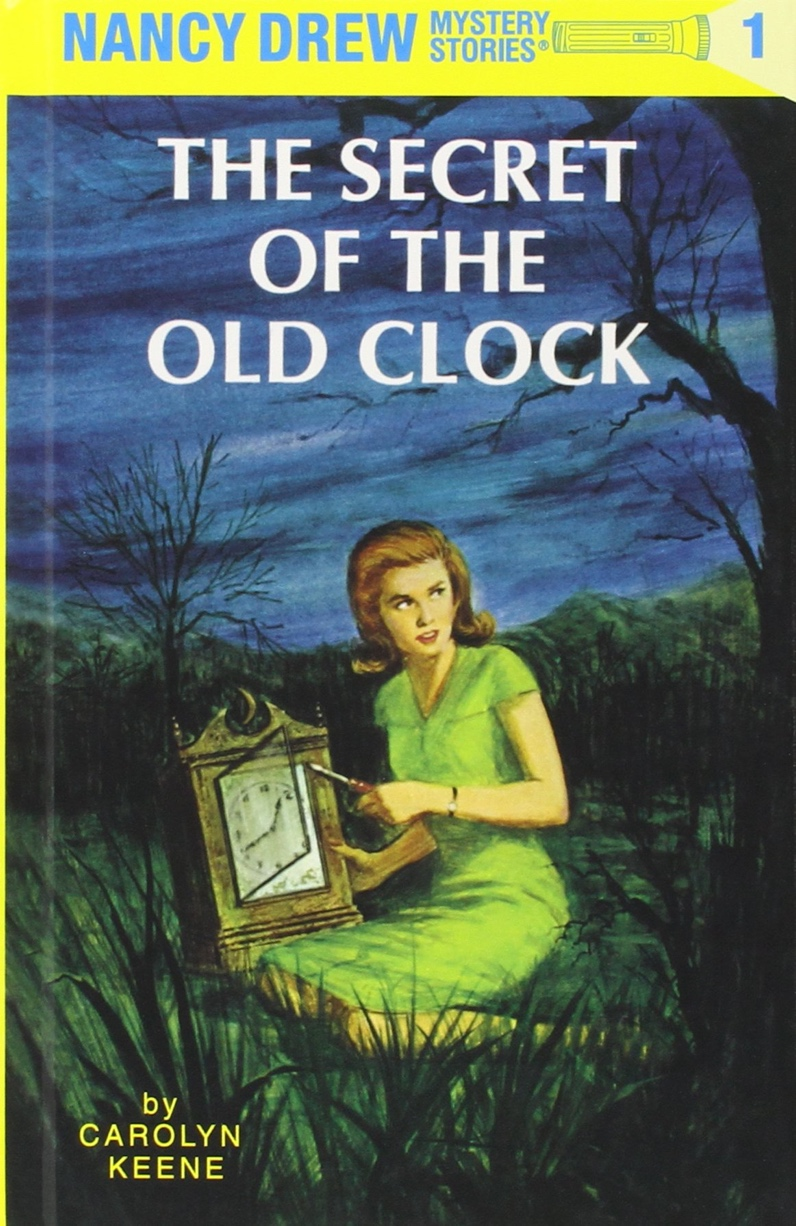 NANCY DREW MYSTERY STORIES® 1
THE SECRET
OF THE
OLD CLOCK
by
CAROLYN
KEENE